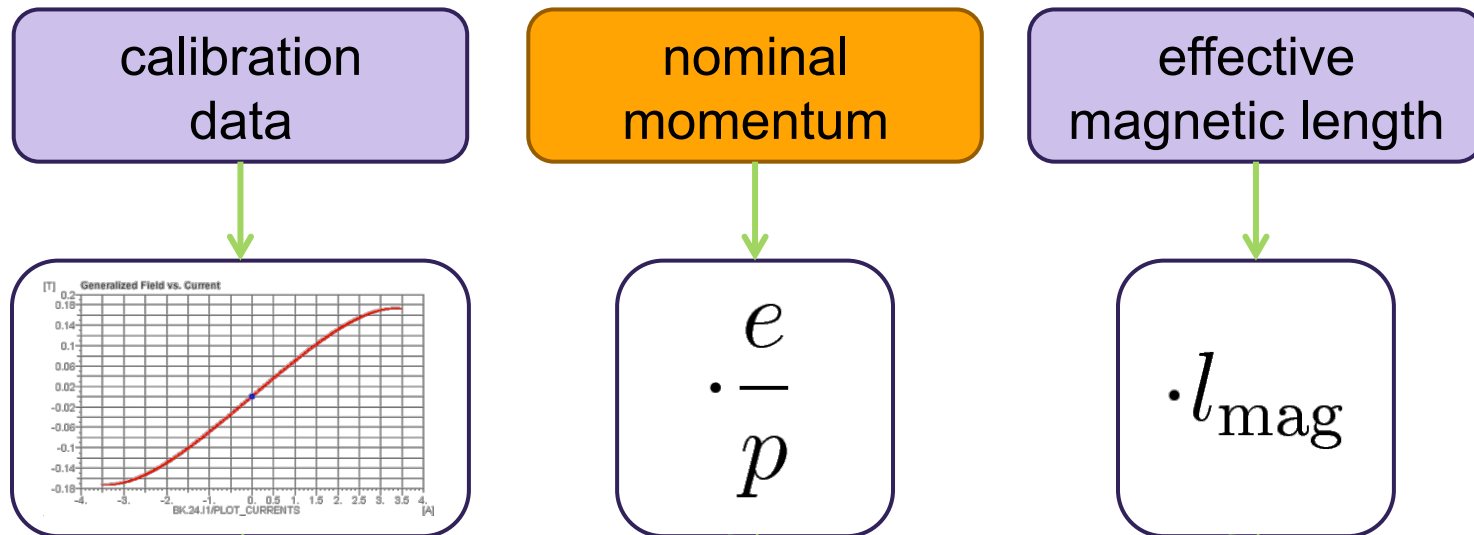 calibration
data
nominal
momentum
effective
magnetic length
[T] Generalized Field vs. Current
0.2
0.18
0.14
0.1
0.06
0.02
-0.02
-0.06
-0.1
-0.14
-0.18
-4. -3. -2. -1. 0. 0.5 1. 1.5 2. 2.5 3. 3.5 4.
BK.24.I1/PLOT_CURRENTS [A]
· e
p
· l mag